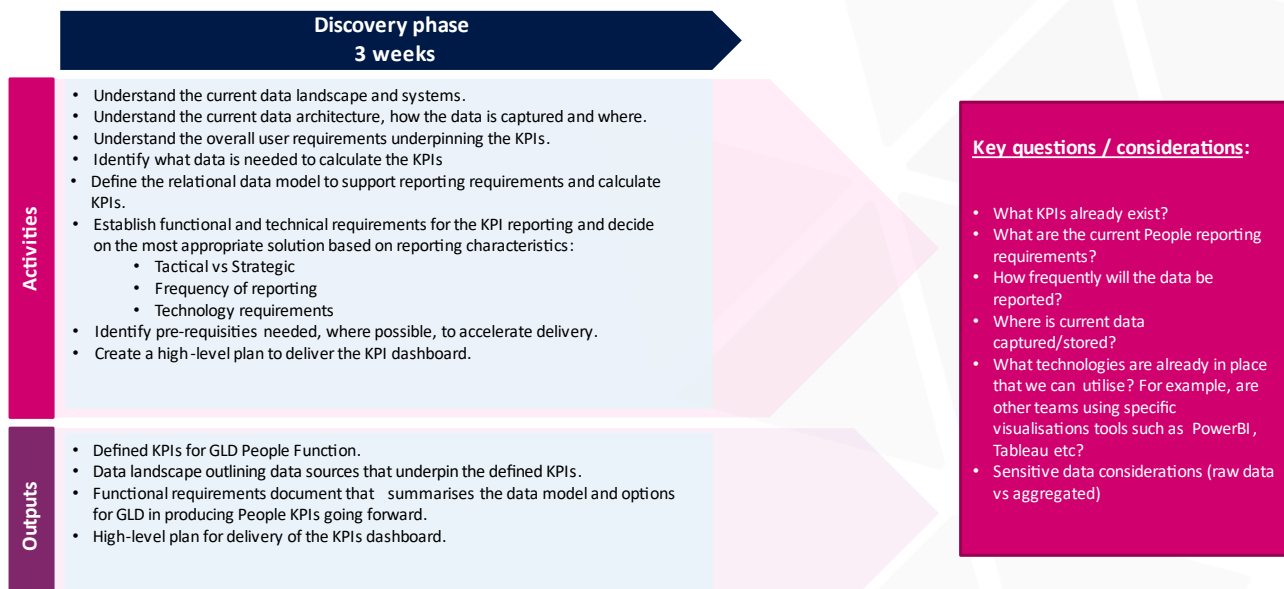 Discovery phase
3 weeks
Activities
• Understand the current data landscape and systems.
• Understand the current data architecture, how the data is captured and where.
• Understand the overall user requirements underpinning the KPIs.
• Identify what data is needed to calculate the KPIs
• Define the relational data model to support reporting requirements and calculate
KPIs.
• Establish functional and technical requirements for the KPI reporting and decide
on the most appropriate solution based on reporting characteristics:
• Tactical vs Strategic
• Frequency of reporting
• Technology requirements
• Identify pre-requisities needed, where possible, to accelerate delivery.
• Create a high-level plan to deliver the KPI dashboard.
Outputs
• Defined KPIs for GLD People Function.
• Data landscape outlining data sources that underpin the defined KPIs.
• Functional requirements document that summarises the data model and options
for GLD in producing People KPIs going forward.
• High-level plan for delivery of the KPIs dashboard.
Key questions / considerations:
• What KPIs already exist?
• What are the current People reporting
requirements?
• How frequently will the data be
reported?
• Where is current data
captured/stored?
• What technologies are already in place
that we can utilise? For example, are
other teams using specific
visualisations tools such as PowerBI,
Tableau etc?
• Sensitive data considerations (raw data
vs aggregated)